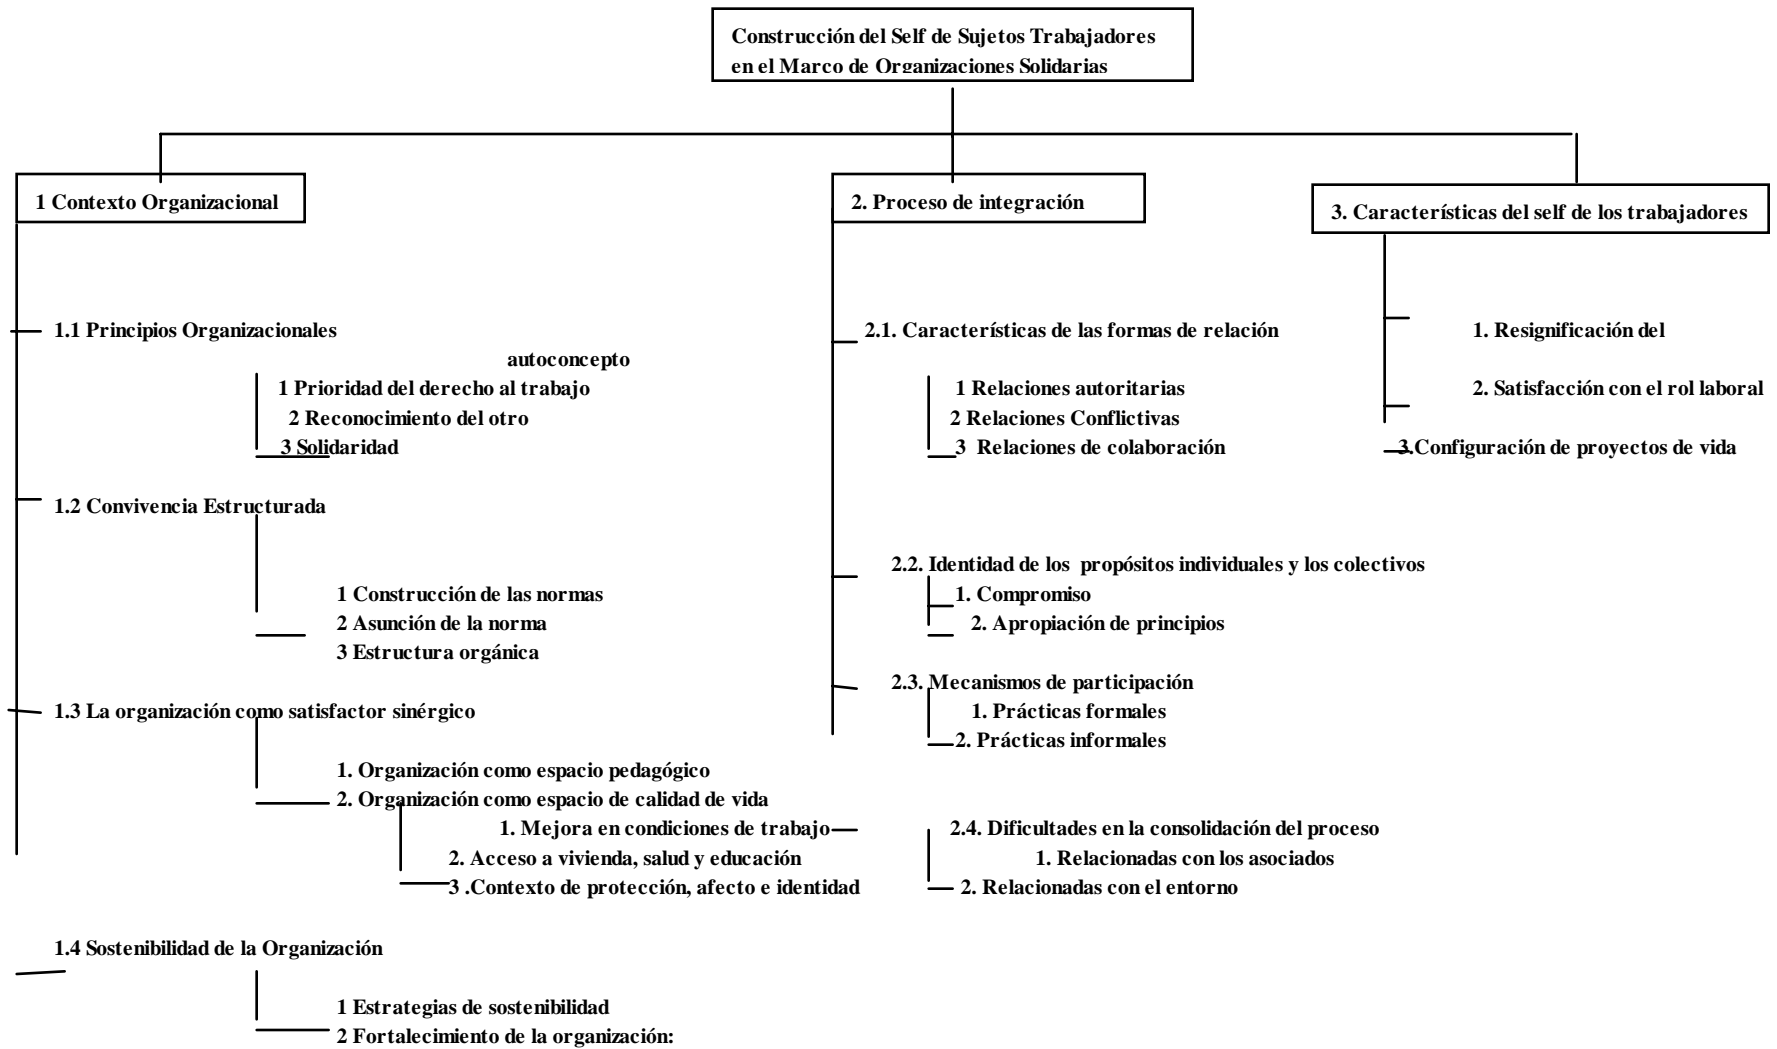 Construcción del Self de Sujetos Trabajadores
en el Marco de Organizaciones Solidarias
1 Contexto Organizacional
1.1 Principios Organizacionales
autoconcepto
1 Prioridad del derecho al trabajo
2 Reconocimiento del otro
3 Solidaridad
1.2 Convivencia Estructurada
1 Construcción de las normas
2 Asunción de la norma
3 Estructura orgánica
1.3 La organización como satisfactor sinérgico
1. Organización como espacio pedagógico
2. Organización como espacio de calidad de vida
1. Mejora en condiciones de trabajo
2. Acceso a vivienda, salud y educación
3 .Contexto de protección, afecto e identidad
1.4 Sostenibilidad de la Organización
1 Estrategias de sostenibilidad
2 Fortalecimiento de la organización:
2. Proceso de integración
2.1. Características de las formas de relación
1 Relaciones autoritarias
2 Relaciones Conflictivas
3 Relaciones de colaboración
2.2. Identidad de los propósitos individuales y los colectivos
1. Compromiso
2. Apropiación de principios
2.3. Mecanismos de participación
1. Prácticas formales
2. Prácticas informales
2.4. Dificultades en la consolidación del proceso
1. Relacionadas con los asociados
2. Relacionadas con el entorno
3. Características del self de los trabajadores
1. Resignificación del
2. Satisfacción con el rol laboral
3.Configuración de proyectos de vida